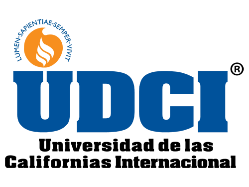 LUMEN·SAPIENTIAE·SEMPER·VIVIT
UDCI®
Universidad de las
Californias Internacional